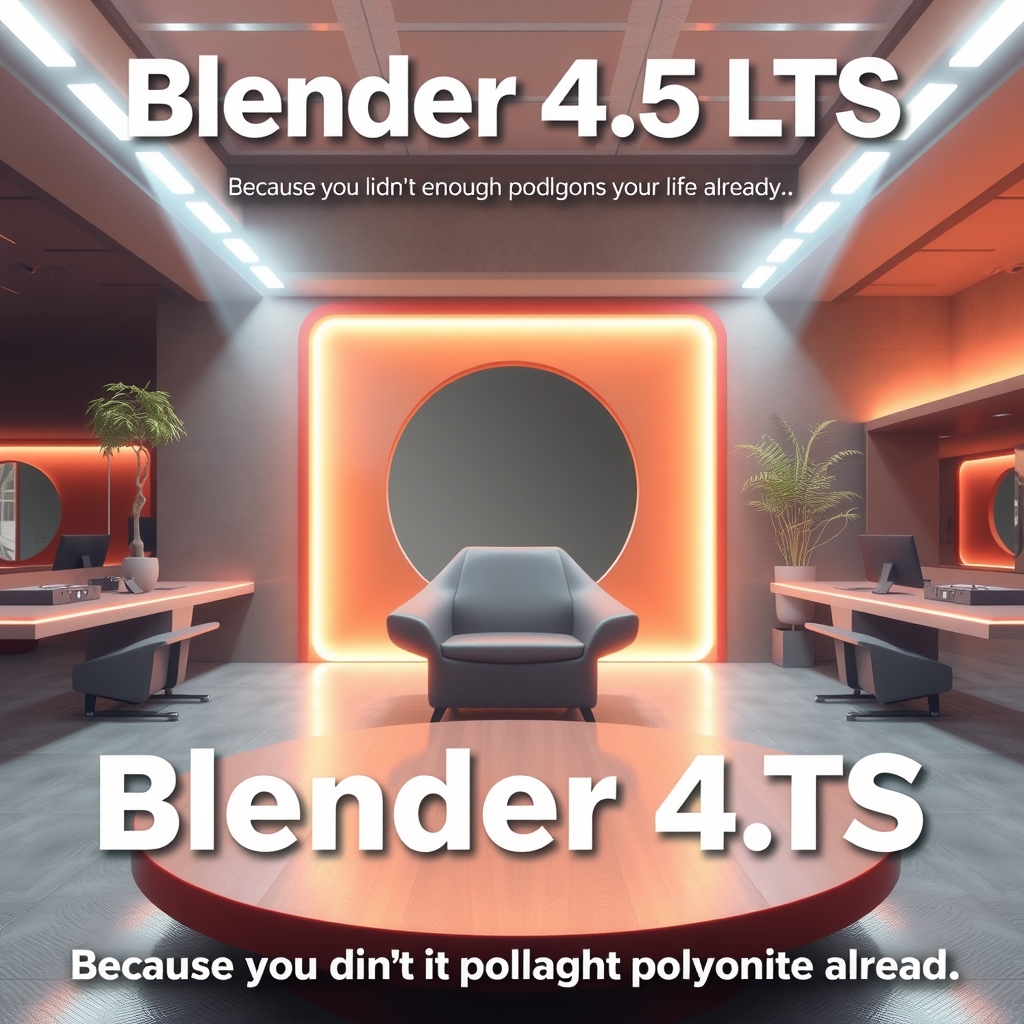 Blender 4.5 LTS
Because you lidn't enough podlgons your life already..
Blender 4.TS
Because you din't it pollaght polyonite alread.